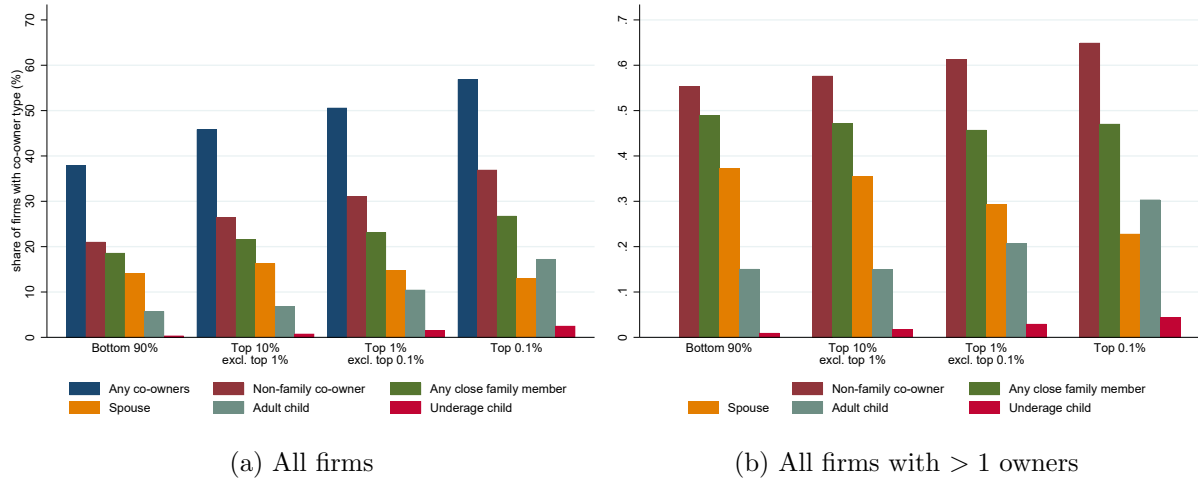 share of firms with co-owner type (%)
70
60
50
40
30
20
10
0
Bottom 90%
Top 10%
excl. top 1%
Top 1%
excl. top 0.1%
Top 0.1%
Any co-owners
Non-family co-owner
Any close family member
Spouse
Adult child
Underage child
(a) All firms
.7
.6
.5
.4
.3
.2
.1
0
Bottom 90%
Top 10%
excl. top 1%
Top 1%
excl. top 0.1%
Top 0.1%
Non-family co-owner
Any close family member
Spouse
Adult child
Underage child
(b) All firms with > 1 owners